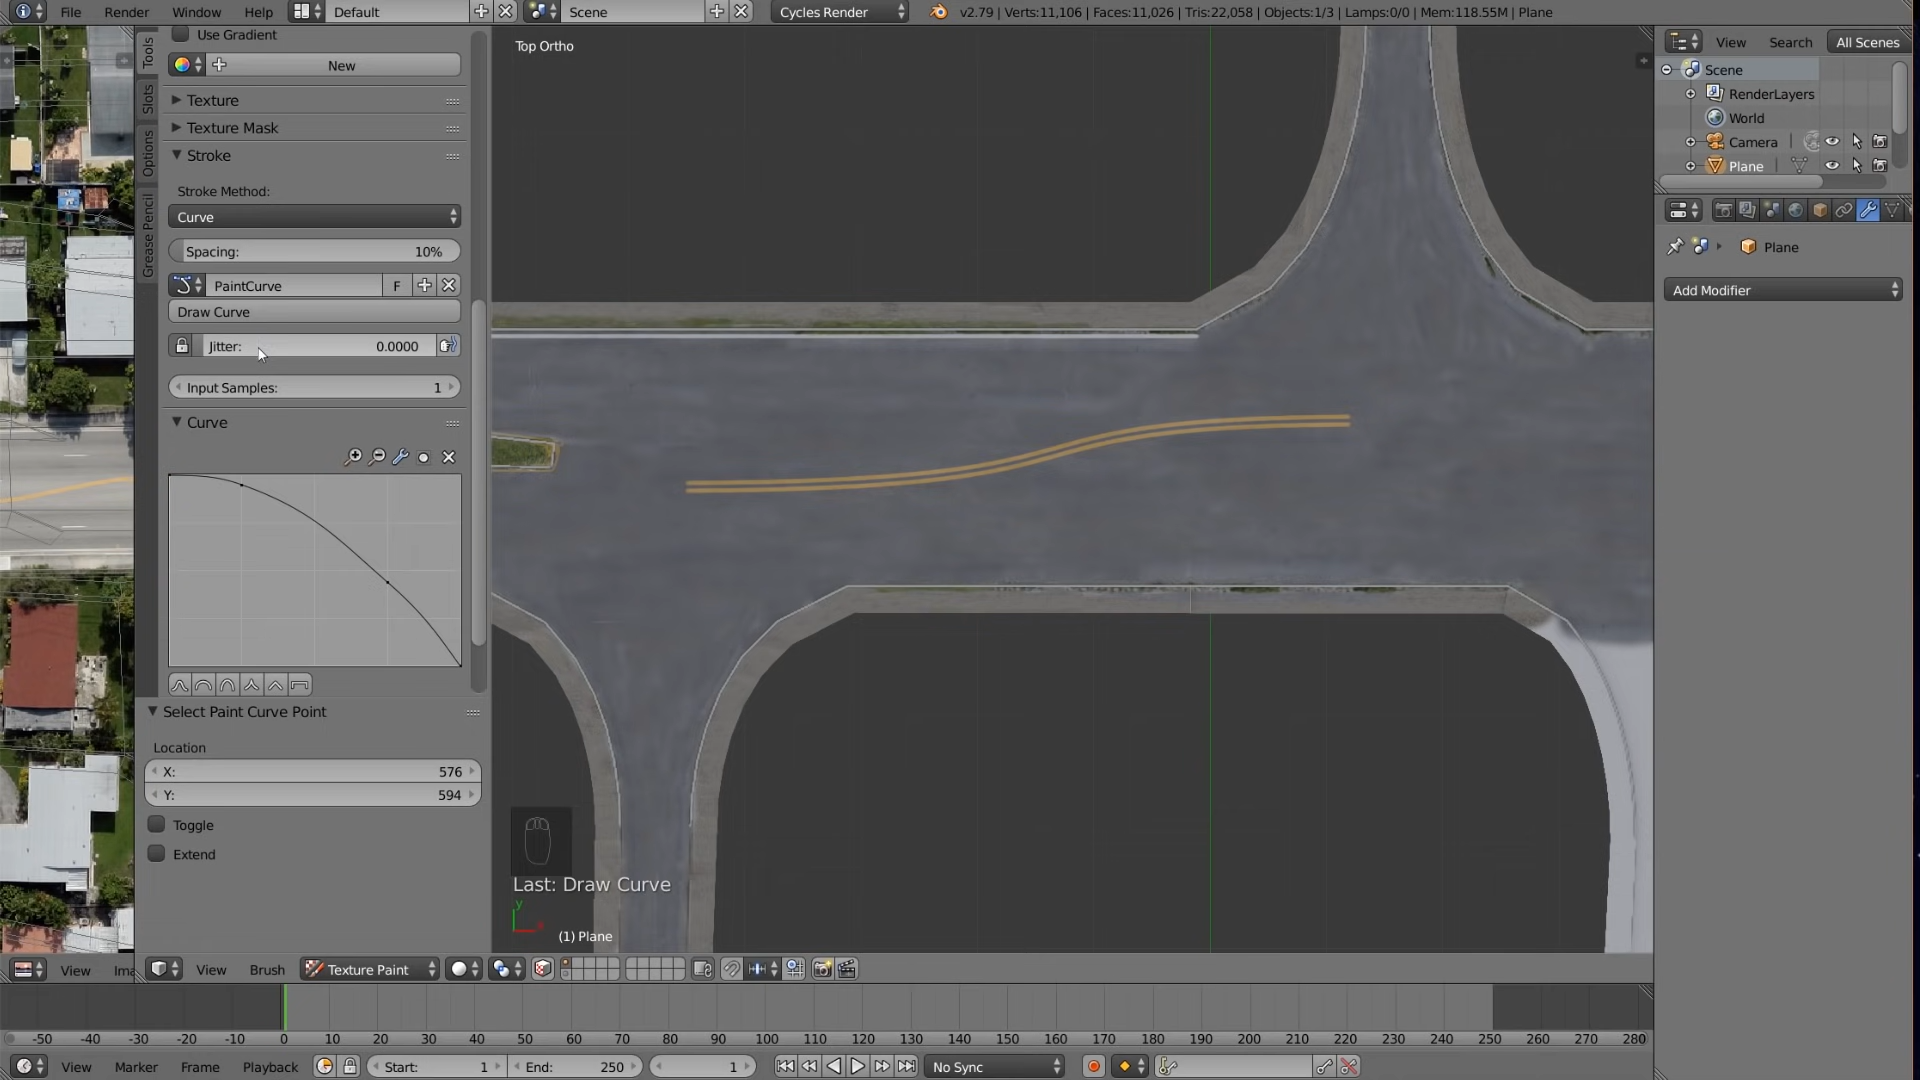 File Render Window Help Default Scene Cycles Render v2.79 | Verts:11,106 | Faces:11,026 | Tris:22,058 | Objects:1/3 | Lamps:0/0 | Mem:118.55M | Plane
Tools
Slots
Options
Grease Pencil
Use Gradient
New
Texture
Texture Mask
Stroke
Stroke Method:
Curve
Spacing: 10%
PaintCurve F
Draw Curve
Jitter: 0.0000
Input Samples: 1
Curve
Select Paint Curve Point
Location
X: 576
Y: 594
Toggle
Extend
Top Ortho
Last: Draw Curve
y
(1) Plane
View Search All Scenes
Scene
RenderLayers
World
Camera
Plane
Plane
Add Modifier
View Ima View Brush Texture Paint
-50 -40 -30 -20 -10 0 10 20 30 40 50 60 70 80 90 100 110 120 130 140 150 160 170 180 190 200 210 220 230 240 250 260 270 280
View Marker Frame Playback Start: 1 End: 250 1 No Sync